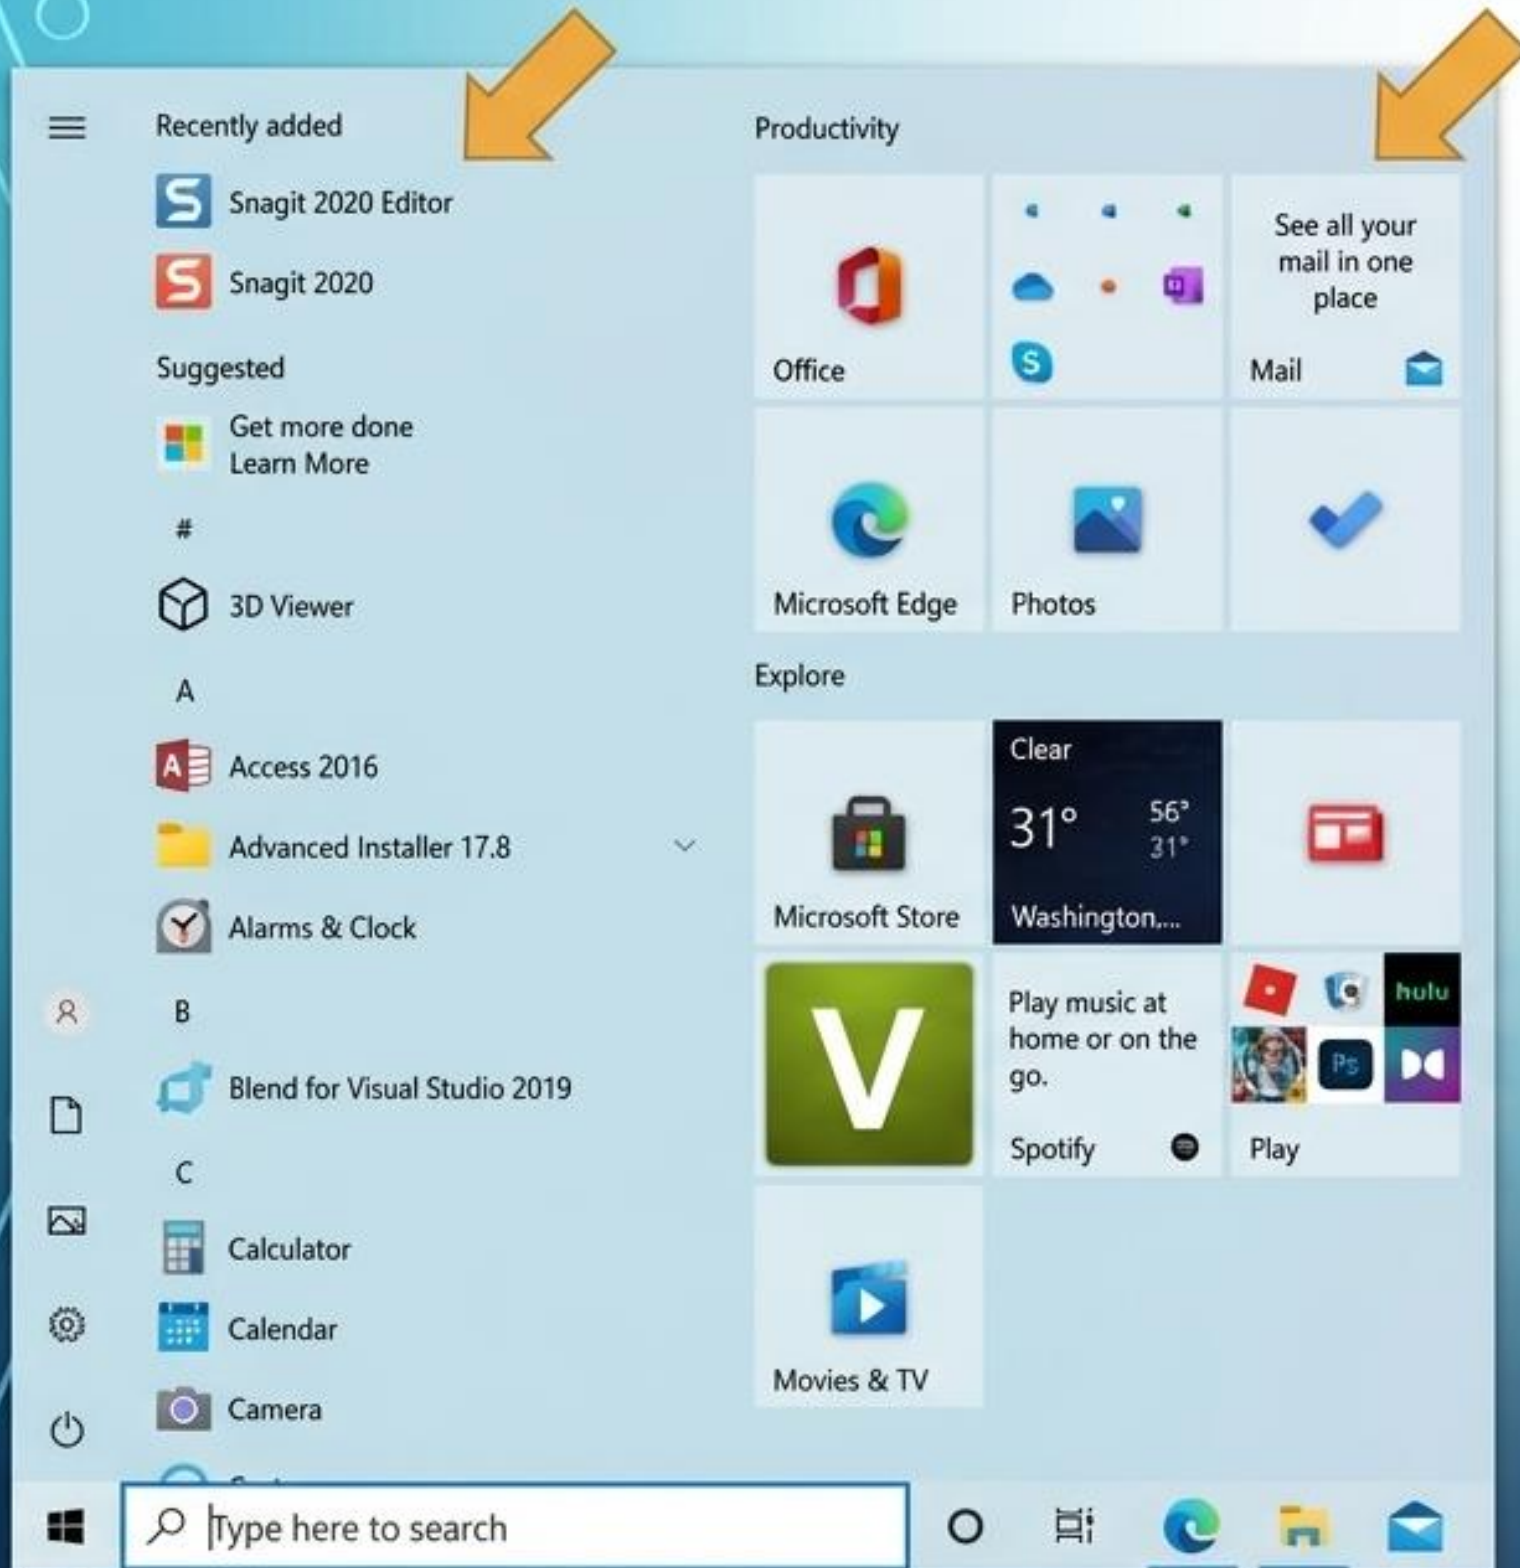 Recently added
Snagit 2020 Editor
Snagit 2020
Suggested
Get more done
Learn More
#
3D Viewer
A
Access 2016
Advanced Installer 17.8
Alarms & Clock
B
Blend for Visual Studio 2019
C
Calculator
Calendar
Camera
Productivity
Office
See all your
mail in one
place
Mail
Microsoft Edge
Photos
Explore
Microsoft Store
Clear
31°
56°
31°
Washington,...
V
Play music at
home or on the
go.
Spotify
hulu
Ps
Play
Movies & TV
Type here to search